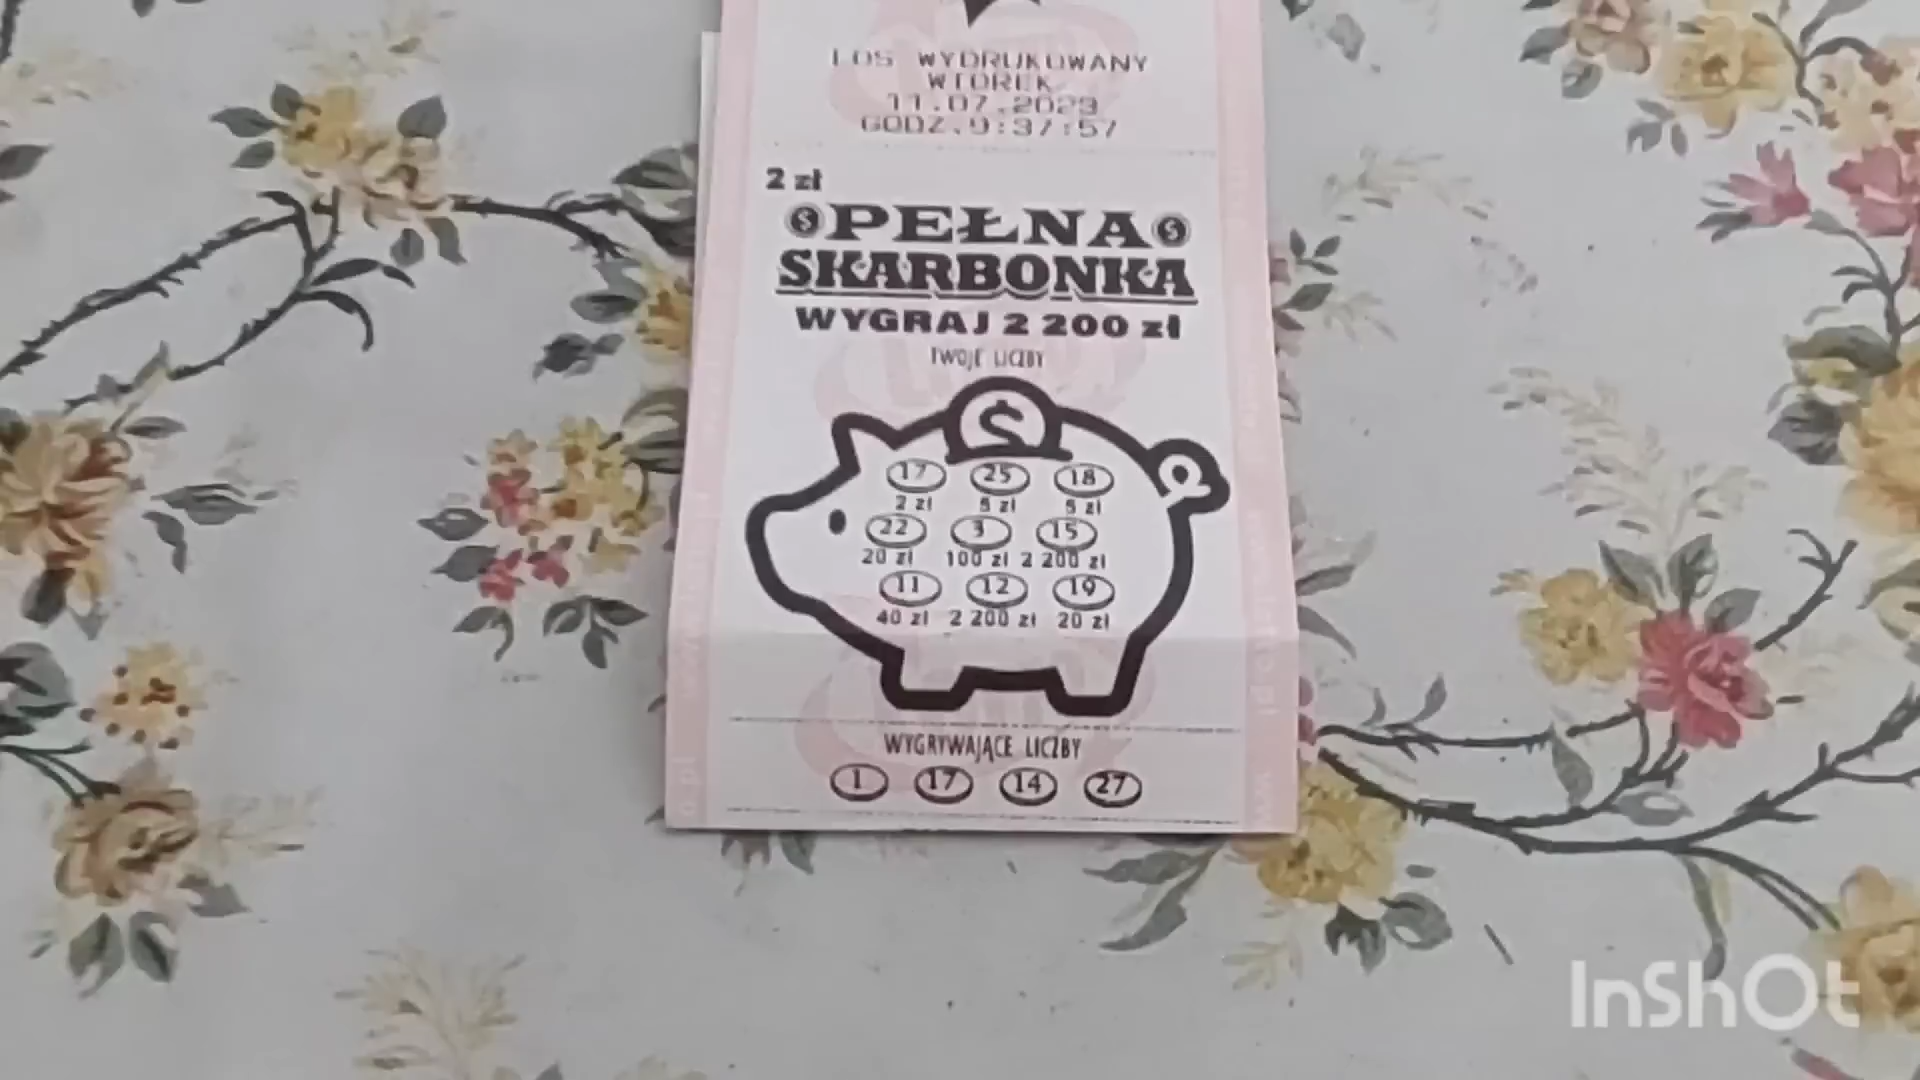 LOS WYDRUKOWANY
WTOREK
11.07.2023
GODZ.9:37:57
2 zł
PEŁNA
SKARBONKA
WYGRAJ 2 200 zł
TWOJE LICZBY
$
17 25 18
2 zł 5 zł 5 zł
22 3 15
20 zł 100 zł 2 200 zł
11 12 19
40 zł 2 200 zł 20 zł
WYGRYWAJĄCE LICZBY
1 17 14 27
InShOt